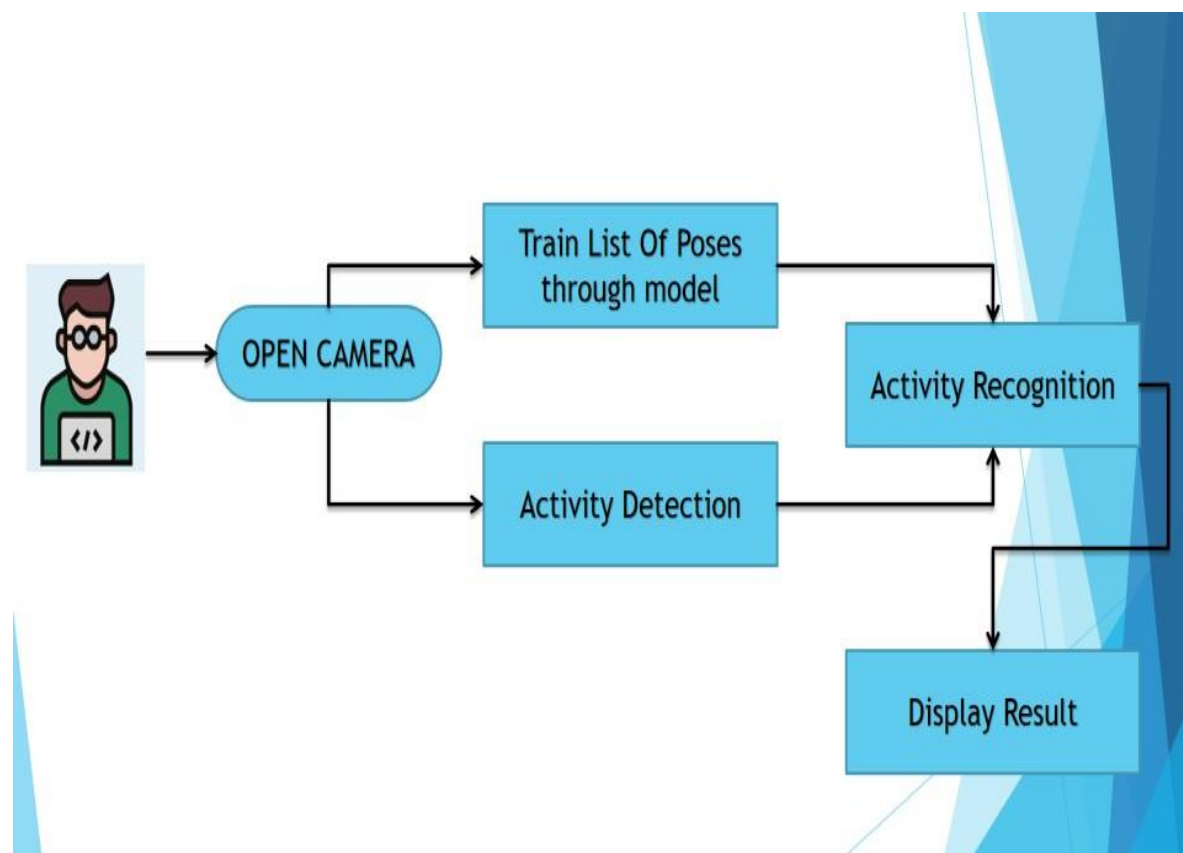 Train List Of Poses
through model
OPEN CAMERA
</>
Activity Recognition
Activity Detection
Display Result